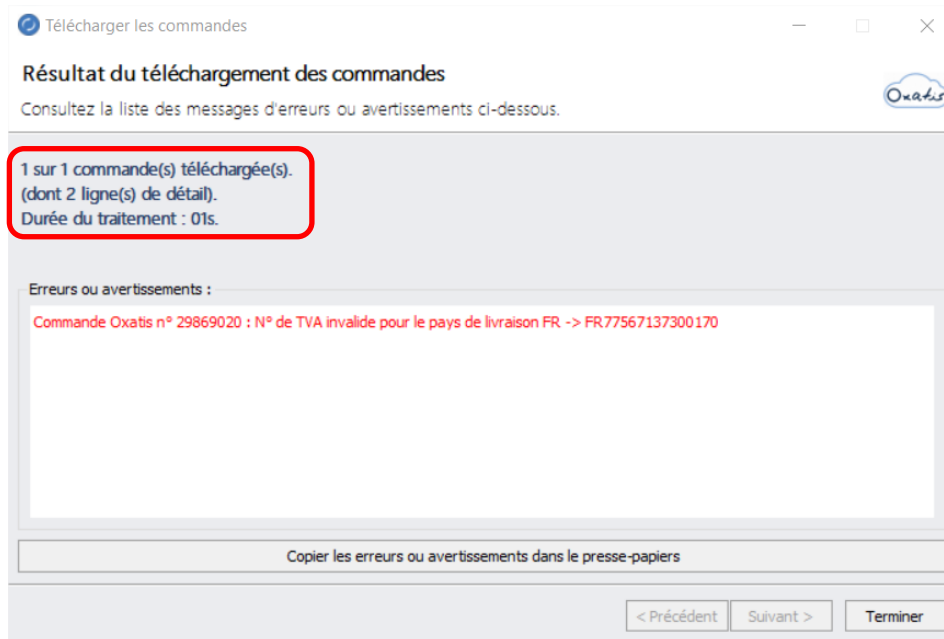 Télécharger les commandes
Résultat du téléchargement des commandes
Consultez la liste des messages d'erreurs ou avertissements ci-dessous.
Oxatis
1 sur 1 commande(s) téléchargée(s).
(dont 2 ligne(s) de détail).
Durée du traitement : 01s.
Erreurs ou avertissements :
Commande Oxatis n° 29869020 : N° de TVA invalide pour le pays de livraison FR -> FR77567137300170
Copier les erreurs ou avertissements dans le presse-papiers
< Précédent Suivant > Terminer